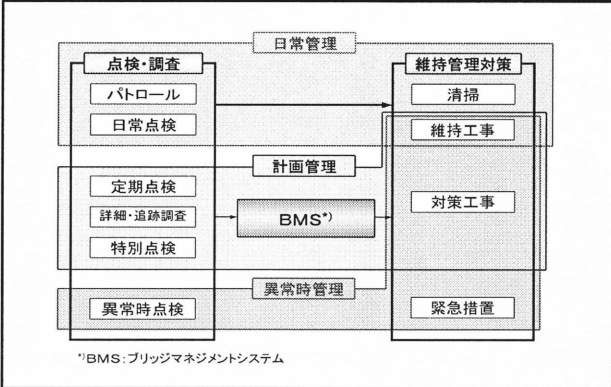 日常管理
点検・調査
維持管理対策
パトロール
清掃
日常点検
維持工事
計画管理
定期点検
対策工事
詳細・追跡調査
BMS*)
特別点検
異常時管理
異常時点検
緊急措置
*)BMS:ブリッジマネジメントシステム